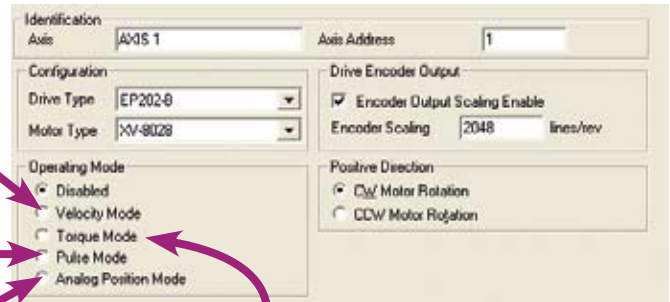 Identification
Axis AXIS 1 Axis Address 1
Configuration
Drive Type EP202-B
Motor Type XV-8028
Drive Encoder Output
Encoder Output Scaling Enable
Encoder Scaling 2048 lines/rev
Operating Mode
Disabled
Velocity Mode
Torque Mode
Pulse Mode
Analog Position Mode
Positive Direction
CW Motor Rotation
CCW Motor Rotation